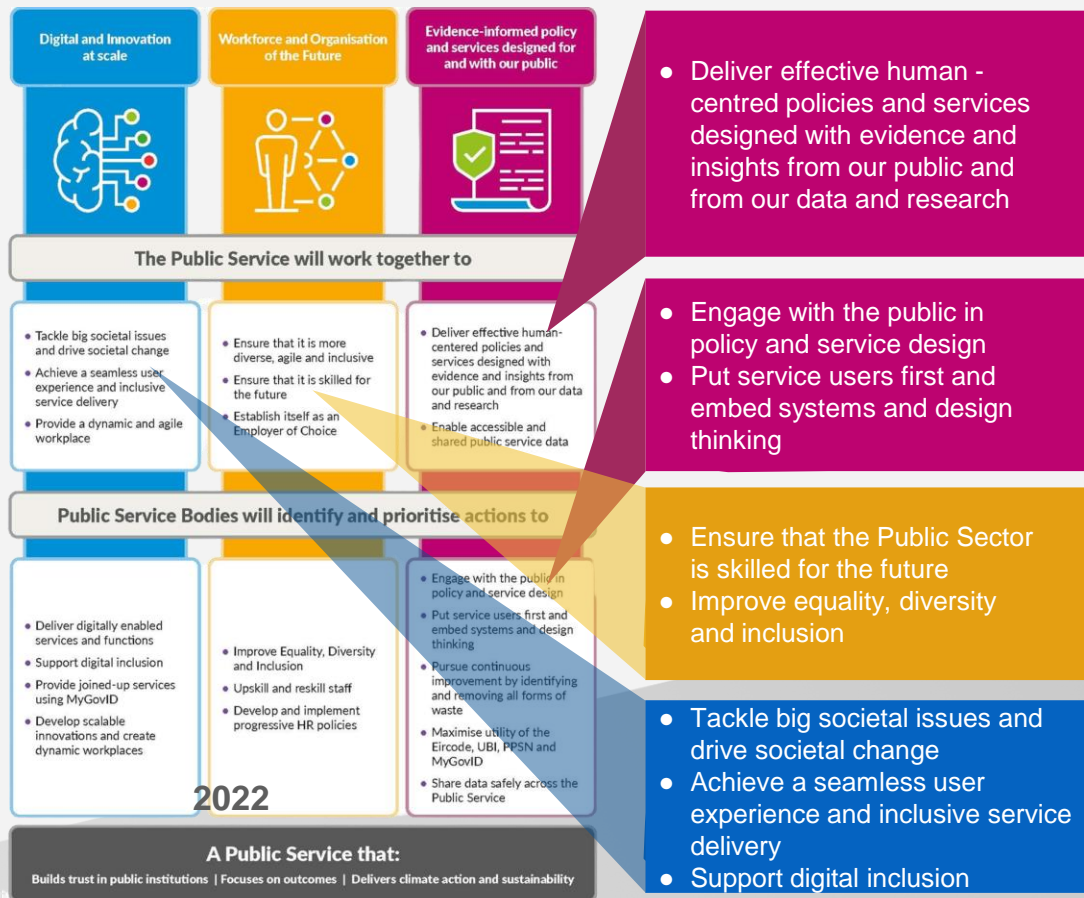 Digital and Innovation
at scale
Workforce and Organisation
of the Future
Evidence-informed policy
and services designed for
and with our public
The Public Service will work together to
• Tackle big societal issues
and drive societal change
• Achieve a seamless user
experience and inclusive
service delivery
• Provide a dynamic and agile
workplace
• Ensure that it is more
diverse, agile and inclusive
• Ensure that it is skilled for
the future
• Establish itself as an
Employer of Choice
• Deliver effective human-
centered policies and
services designed with
evidence and insights from
our public and from our data
and research
• Enable accessible and
shared public service data
Public Service Bodies will identify and prioritise actions to
• Deliver digitally enabled
services and functions
• Support digital inclusion
• Provide joined-up services
using MyGovID
• Develop scalable
innovations and create
dynamic workplaces
• Improve Equality, Diversity
and Inclusion
• Upskill and reskill staff
• Develop and implement
progressive HR policies
• Engage with the public in
policy and service design
• Put service users first and
embed systems and design
thinking
• Pursue continuous
improvement by identifying
and removing all forms of
waste
• Maximise utility of the
Eircode, UBI, PPSN and
MyGovID
• Share data safely across the
Public Service
2022
A Public Service that:
Builds trust in public institutions | Focuses on outcomes | Delivers climate action and sustainability
● Deliver effective human -
centred policies and services
designed with evidence and
insights from our public and
from our data and research
● Engage with the public in
policy and service design
● Put service users first and
embed systems and design
thinking
● Ensure that the Public Sector
is skilled for the future
● Improve equality, diversity
and inclusion
● Tackle big societal issues and
drive societal change
● Achieve a seamless user
experience and inclusive service
delivery
● Support digital inclusion